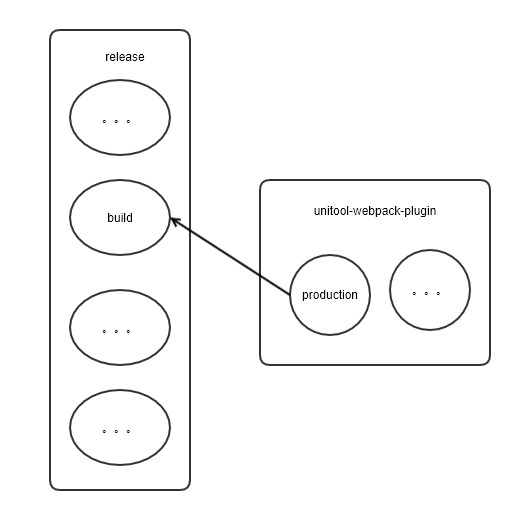 release
。。。
build
unitool-webpack-plugin
production
。。。
。。。
。。。